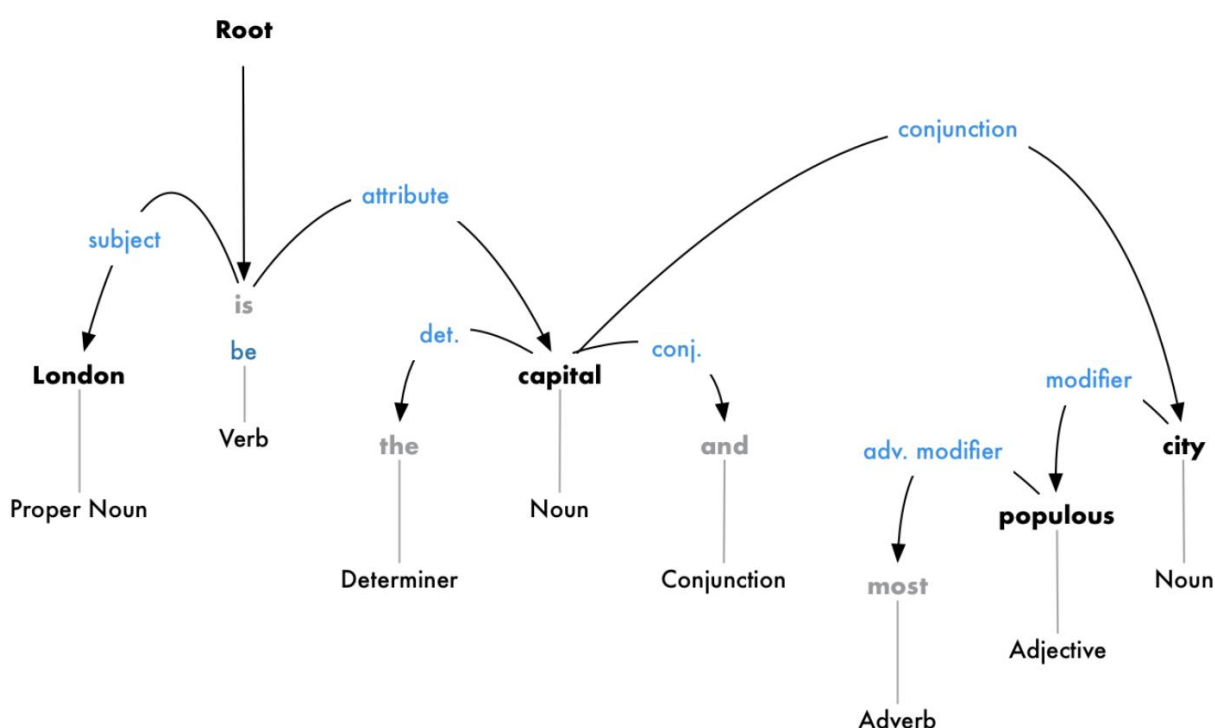 Root
conjunction
attribute
subject
is
det.
conj.
be
London
capital
modifier
Verb
the
and
adv. modifier
city
Proper Noun
Noun
populous
Determiner
Conjunction
most
Noun
Adjective
Adverb